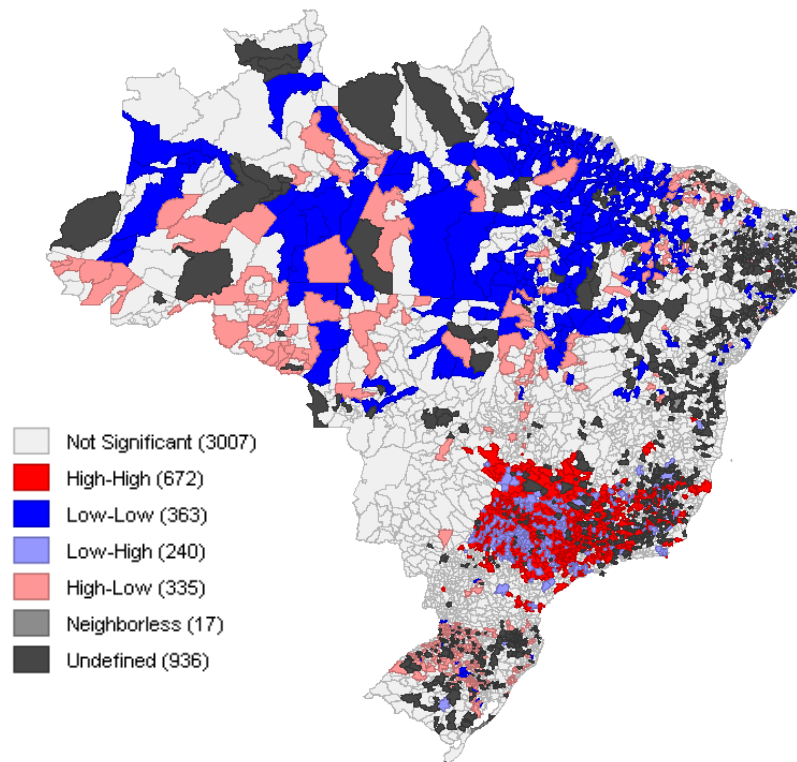 Not Significant (3007)
High-High (672)
Low-Low (363)
Low-High (240)
High-Low (335)
Neighborless (17)
Undefined (936)